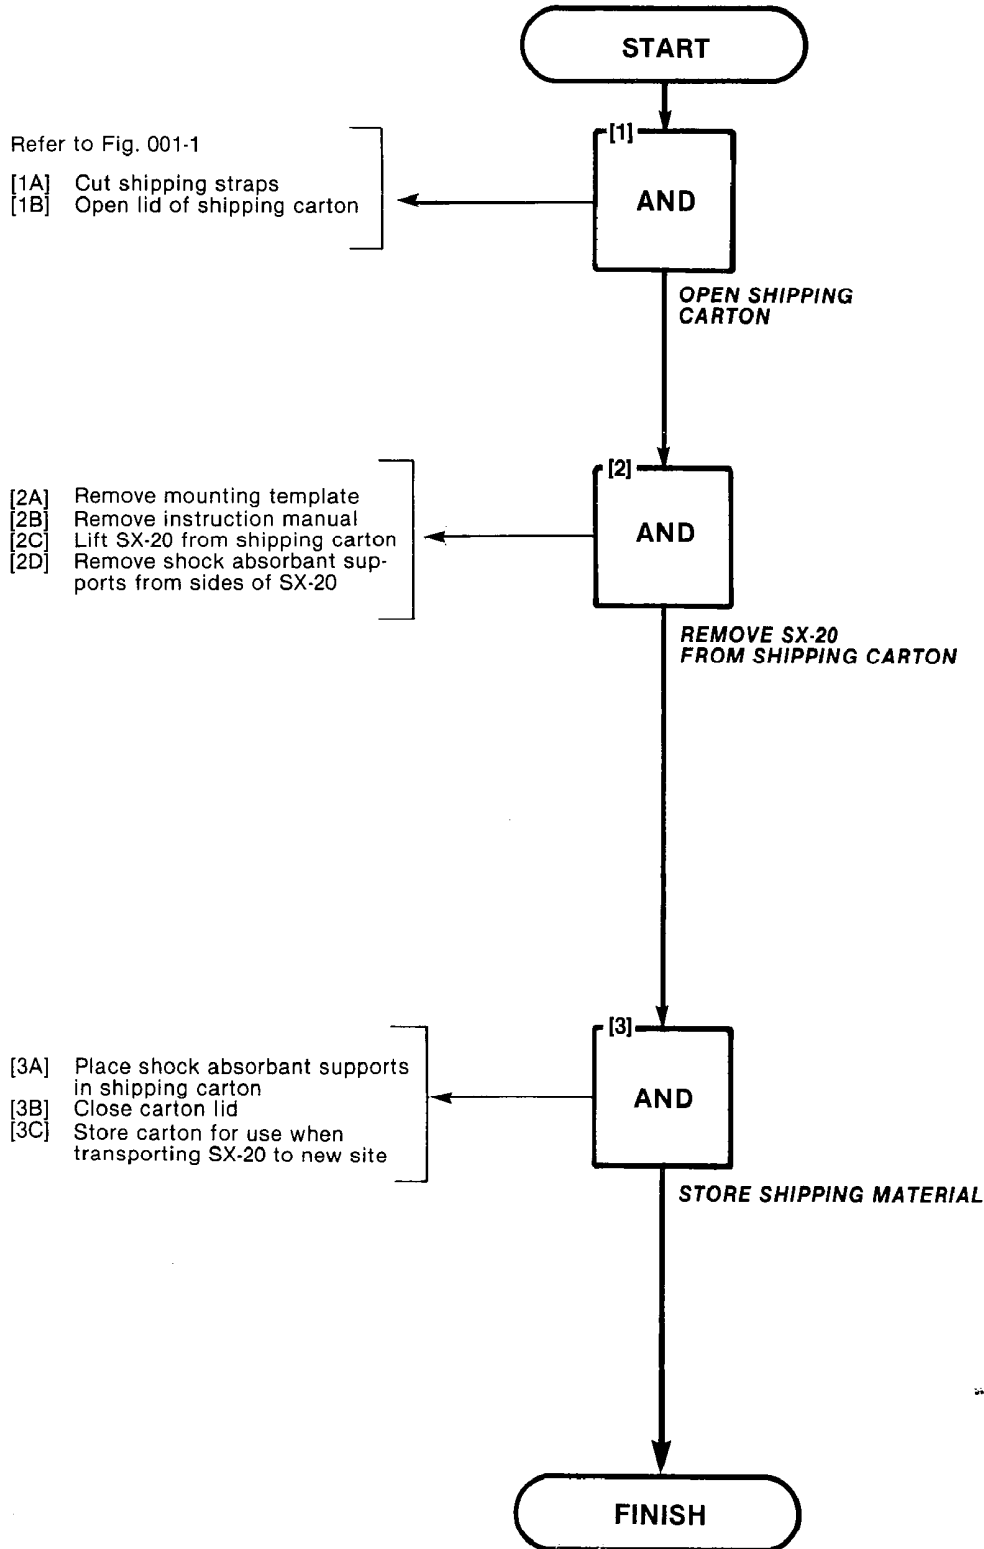 START
[1]
AND
Refer to Fig. 001-1
[1A] Cut shipping straps
[1B] Open lid of shipping carton
OPEN SHIPPING
CARTON
[2]
AND
[2A] Remove mounting template
[2B] Remove instruction manual
[2C] Lift SX-20 from shipping carton
[2D] Remove shock absorbant sup-
ports from sides of SX-20
REMOVE SX-20
FROM SHIPPING CARTON
[3]
AND
[3A] Place shock absorbant supports
in shipping carton
[3B] Close carton lid
[3C] Store carton for use when
transporting SX-20 to new site
STORE SHIPPING MATERIAL
FINISH